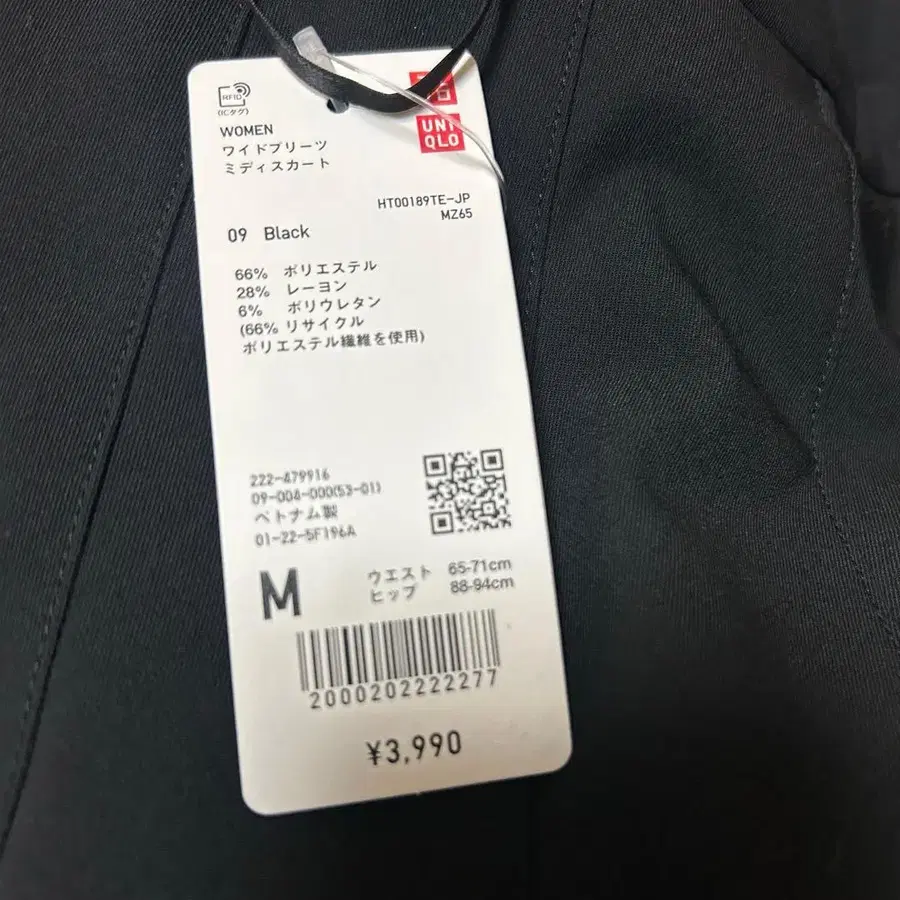 RFID
(ICタグ)
WOMEN
ワイドプリーツ
ミディスカート
UNI
QLO
HT00189TE-JP
MZ65
09 Black
66% ポリエステル
28% レーヨン
6% ポリウレタン
(66% リサイクル
ポリエステル繊維を使用)
222-479916
09-004-000(53-01)
ベトナム製
01-22-5F196A
M
ウエスト 65-71cm
ヒップ 88-94cm
2000202222277
¥3,990